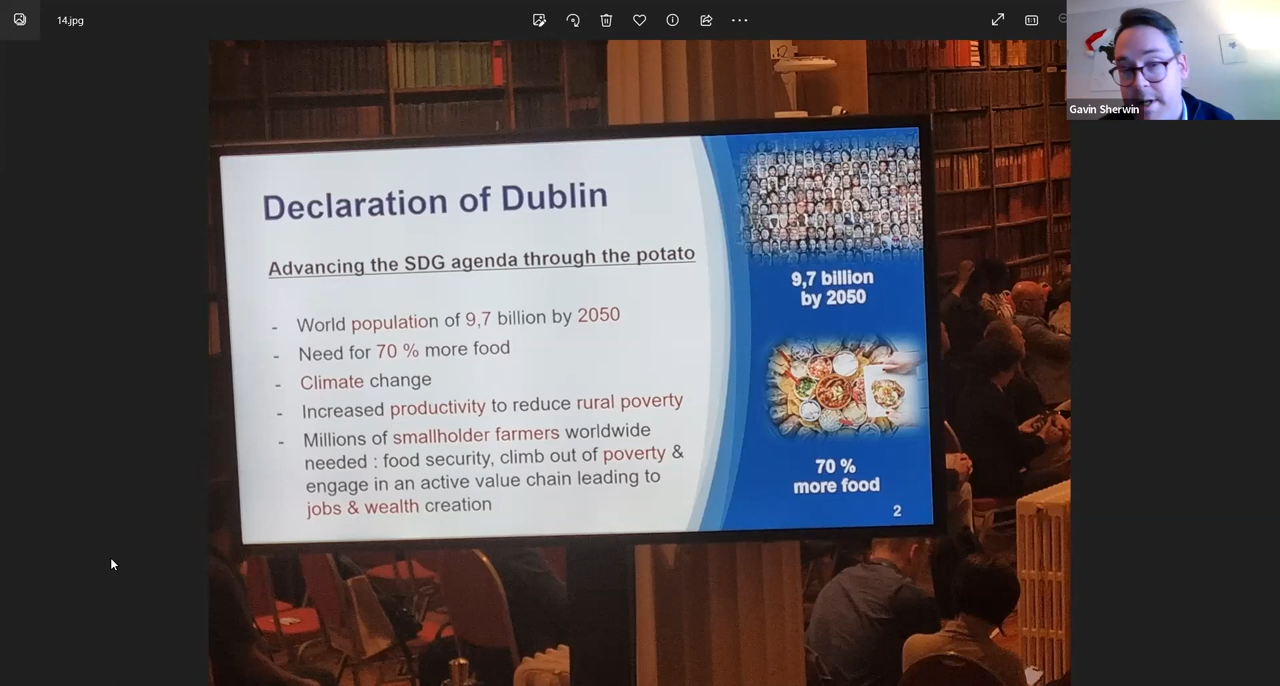 14.jpg
Gavin Sherwin
Declaration of Dublin
Advancing the SDG agenda through the potato
- World population of 9,7 billion by 2050
- Need for 70 % more food
- Climate change
- Increased productivity to reduce rural poverty
- Millions of smallholder farmers worldwide
needed : food security, climb out of poverty &
engage in an active value chain leading to
jobs & wealth creation
9,7 billion
by 2050
70 %
more food
2